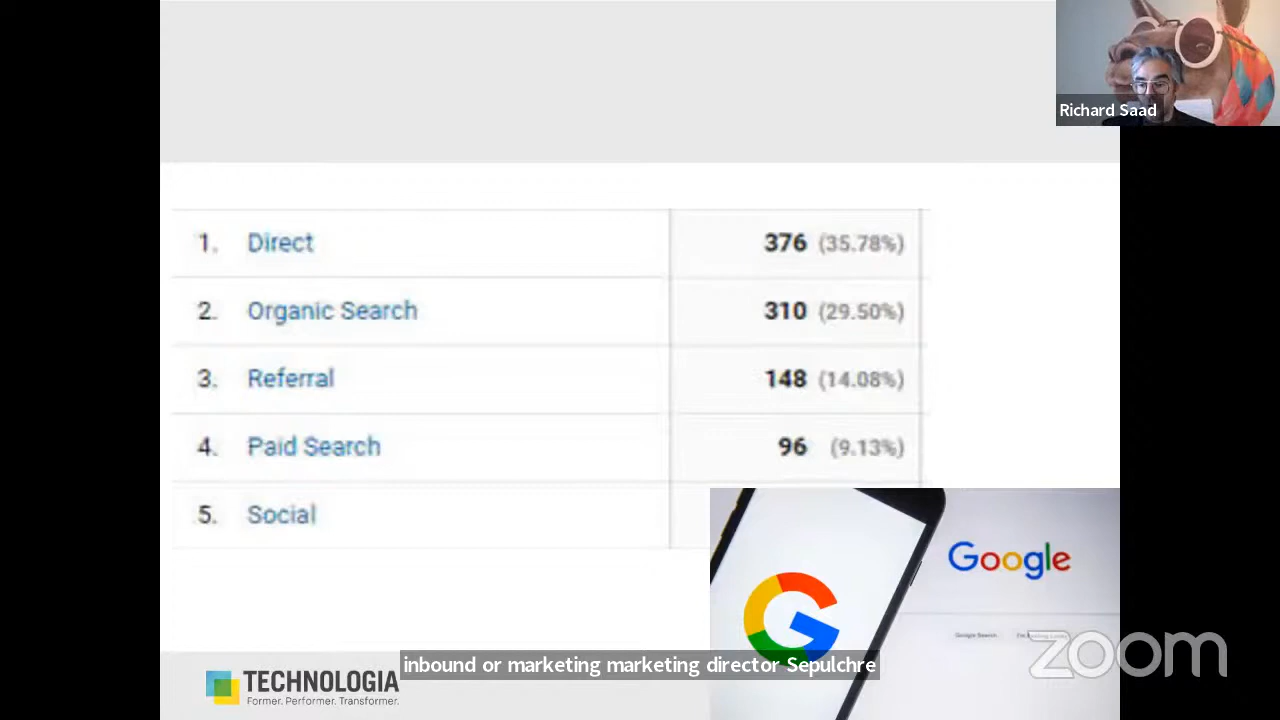 Richard Saad
1. Direct 376 (35.78%)
2. Organic Search 310 (29.50%)
3. Referral 148 (14.08%)
4. Paid Search 96 (9.13%)
5. Social
Google
Google Search
zoom
inbound or marketing marketing director Sepulchre
TECHNOLOGIA
Former. Performer. Transformer.